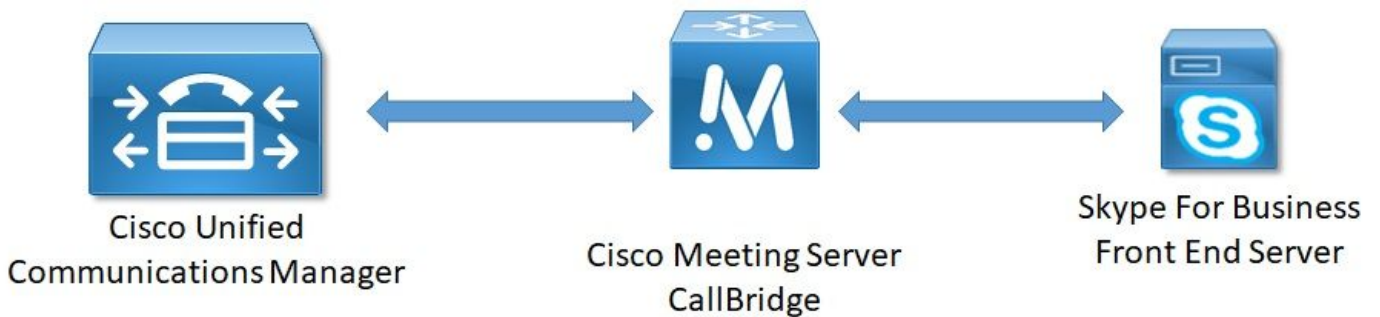 Cisco Unified
Communications Manager
Cisco Meeting Server
CallBridge
Skype For Business
Front End Server